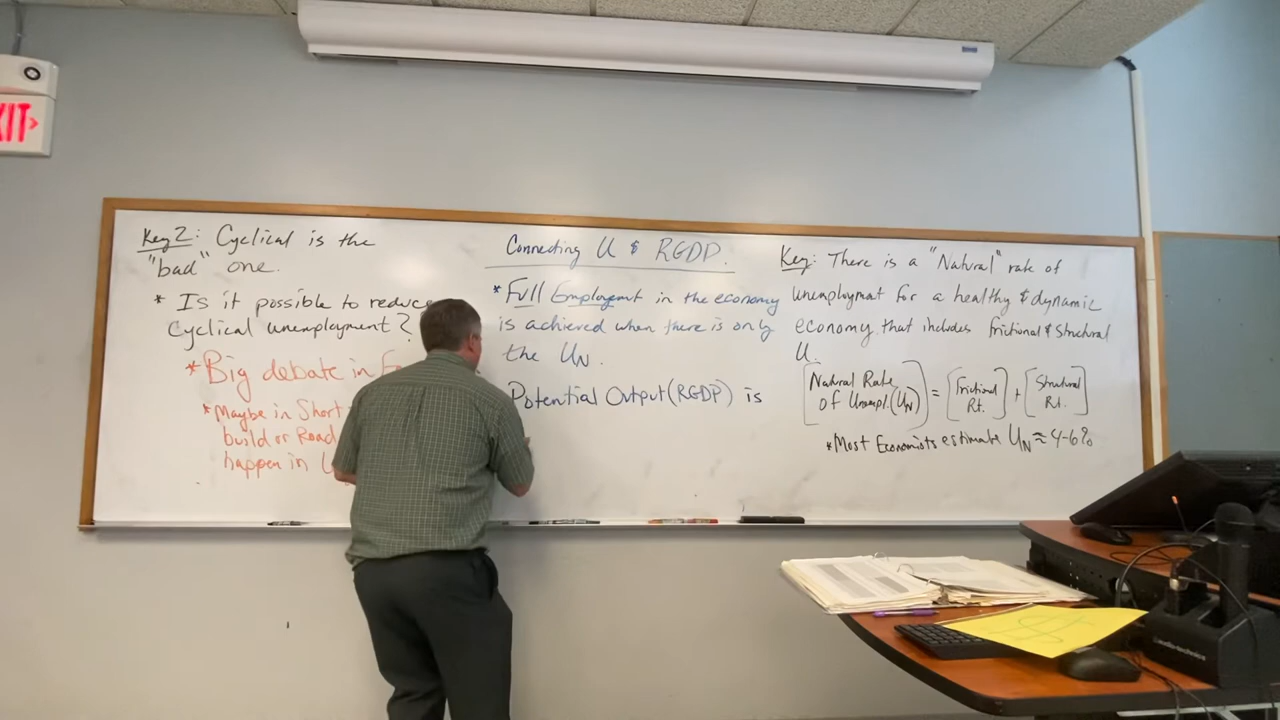 XIT>
Key 2: Cyclical is the
"bad" one.
* Is it possible to reduce
Cyclical unemployment?
*Big debate in
*Maybe in Short
build or Road
happen in
Connecting U & RGDP.
*Full Employment in the economy
is achieved when there is only
the UN.
Potential Output (RGDP) is
Key: There is a "Natural" rate of
unemployment for a healthy & dynamic
economy that includes frictional & structural
U.
[Natural Rate of Unempl.(UN)] = [Frictional Rt.] + [Structural Rt.]
*Most Economists estimate UN ≈ 4-6%